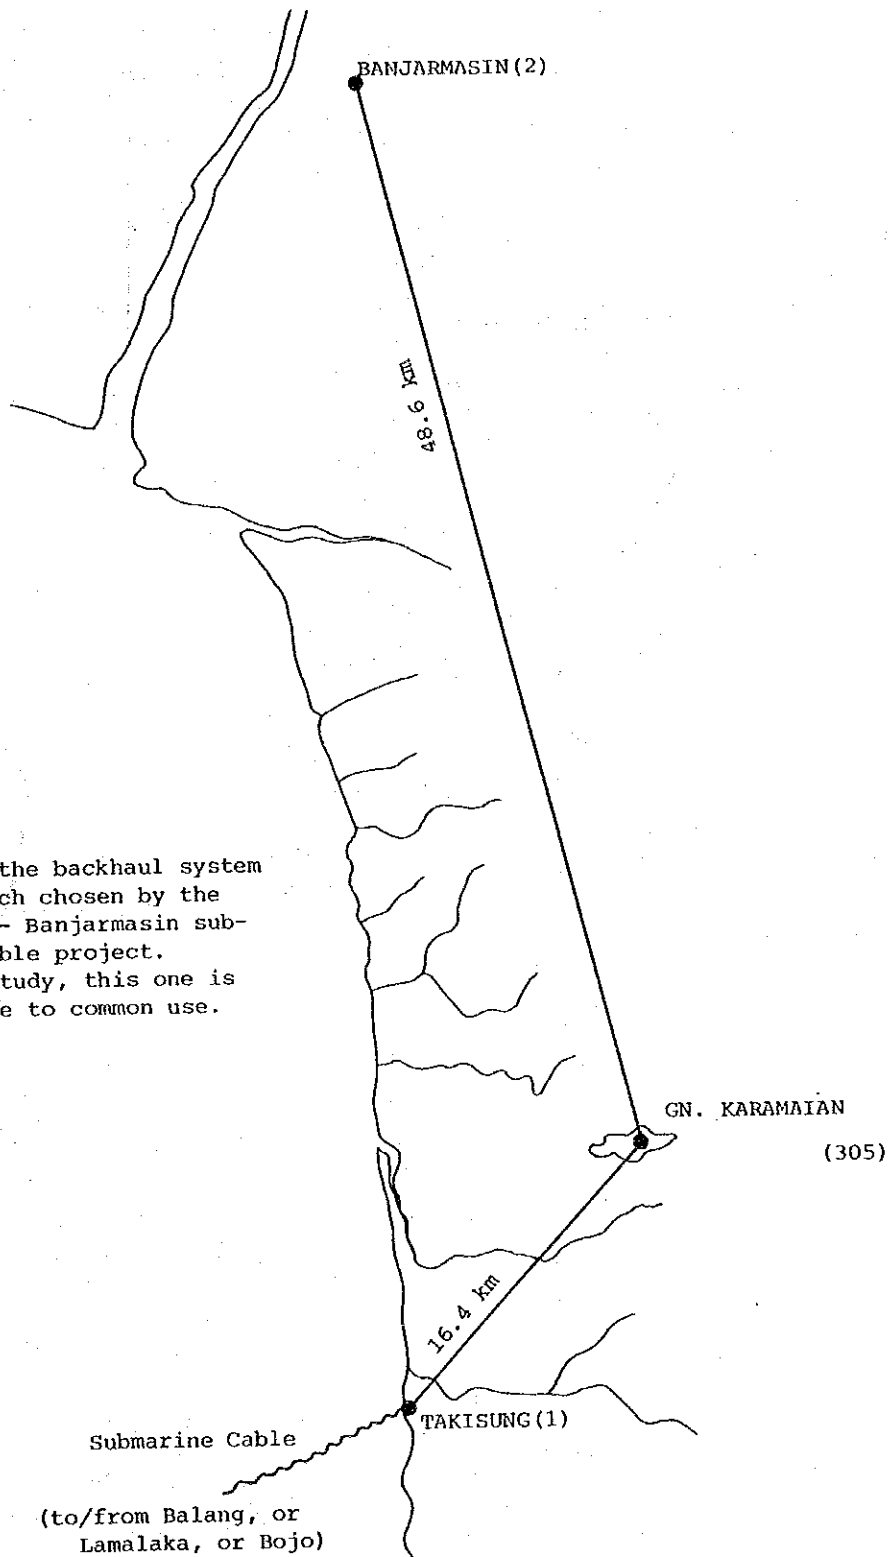 BANJARMASIN(2)
48.6 km
the backhaul system
ch chosen by the
- Banjarmasin sub-
ble project.
tudy, this one is
e to common use.
GN. KARAMAIAN
(305)
16.4 km
TAKISUNG(1)
Submarine Cable
(to/from Balang, or
Lamalaka, or Bojo)